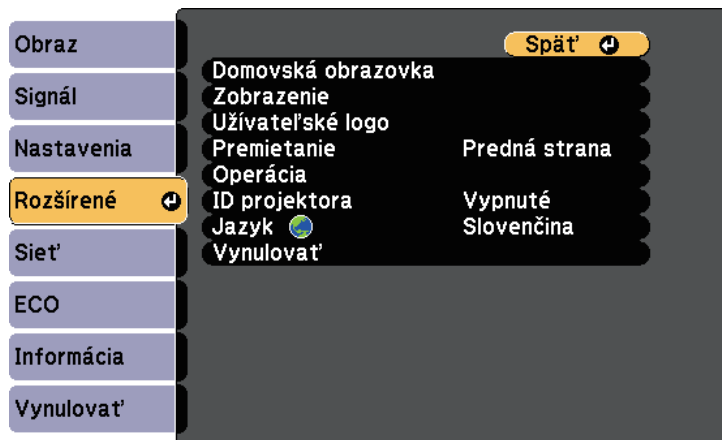 Obraz
Signál
Nastavenia
Rozšírené
Sieť
ECO
Informácia
Vynulovať
Späť
Domovská obrazovka
Zobrazenie
Užívateľské logo
Premietanie Predná strana
Operácia
ID projektora Vypnuté
Jazyk Slovenčina
Vynulovať